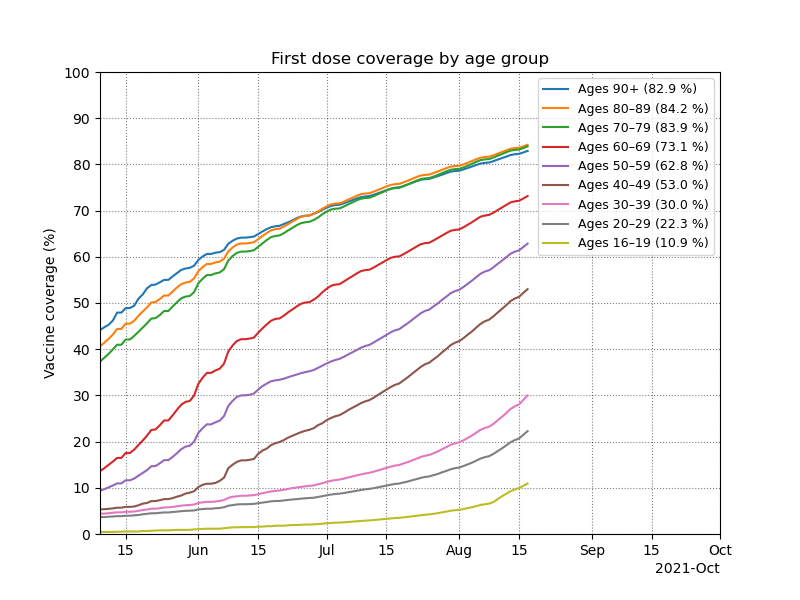 First dose coverage by age group
Vaccine coverage (%)
100
90
80
70
60
50
40
30
20
10
0
Ages 90+ (82.9 %)
Ages 80–89 (84.2 %)
Ages 70–79 (83.9 %)
Ages 60–69 (73.1 %)
Ages 50–59 (62.8 %)
Ages 40–49 (53.0 %)
Ages 30–39 (30.0 %)
Ages 20–29 (22.3 %)
Ages 16–19 (10.9 %)
15 Jun 15 Jul 15 Aug 15 Sep 15 Oct
2021-Oct